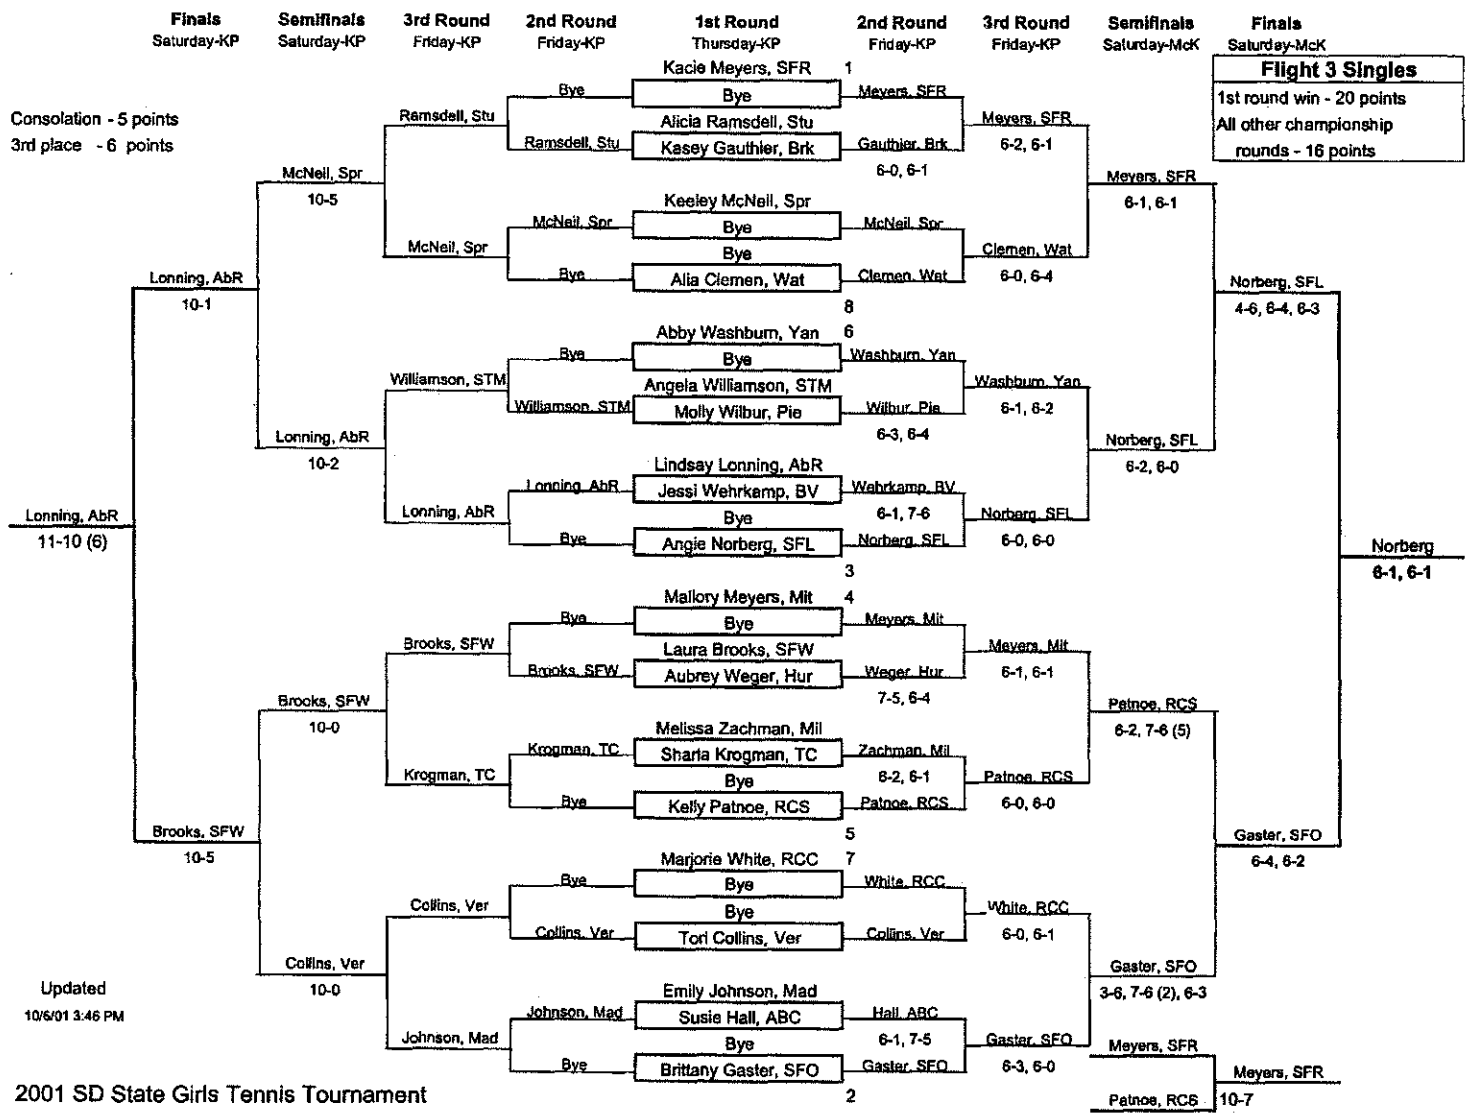 Finals Semifinals 3rd Round 2nd Round 1st Round 2nd Round 3rd Round Semifinals Finals
Saturday-KP Saturday-KP Friday-KP Friday-KP Thursday-KP Friday-KP Friday-KP Saturday-McK Saturday-McK
Flight 3 Singles
1st round win - 20 points
All other championship
rounds - 16 points
Consolation - 5 points
3rd place - 6 points
Kacie Meyers, SFR 1
Bye Bye Meyers, SFR
Ramsdell, Stu Alicia Ramsdell, Stu Meyers, SFR
Ramsdell, Stu Kasey Gauthier, Brk Gauthier, Brk 6-2, 6-1
6-0, 6-1
McNeil, Spr Meyers, SFR
10-5 Keeley McNeil, Spr 6-1, 6-1
McNeil, Spr Bye McNeil, Spr
McNeil, Spr Bye Clemen, Wat
Bye Alia Clemen, Wat Clemen, Wat 6-0, 6-4
Lonning, AbR Norberg, SFL
10-1 8 4-6, 6-4, 6-3
Abby Washburn, Yan 6
Bye Bye Washburn, Yan
Williamson, STM Angela Williamson, STM Washburn, Yan
Williamson, STM Molly Wilbur, Pie Wilbur, Pie 6-1, 6-2
6-3, 6-4
Lonning, AbR Norberg, SFL
10-2 Lindsay Lonning, AbR 6-2, 6-0
Lonning, AbR Jessi Wehrkamp, BV Wehrkamp, BV
6-1, 7-6
Lonning, AbR Bye Norberg, SFL
Bye Angie Norberg, SFL Norberg, SFL 6-0, 6-0
3
Lonning, AbR
11-10 (6)
Norberg
6-1, 6-1
Mallory Meyers, Mit 4
Bye Bye Meyers, Mit
Brooks, SFW Laura Brooks, SFW Meyers, Mit
Brooks, SFW Aubrey Weger, Hur Weger, Hur 6-1, 6-1
7-5, 6-4
Brooks, SFW Patnoe, RCS
10-0 Melissa Zachman, Mil 6-2, 7-6 (5)
Krogman, TC Sharla Krogman, TC Zachman, Mil
6-2, 6-1
Krogman, TC Bye Patnoe, RCS
Bye Kelly Patnoe, RCS Patnoe, RCS 6-0, 6-0
5
Brooks, SFW Gaster, SFO
10-5 6-4, 6-2
Marjorie White, RCC 7
Bye Bye White, RCC
Collins, Ver Bye White, RCC
Collins, Ver Tori Collins, Ver Collins, Ver 6-0, 6-1
Collins, Ver Gaster, SFO
10-0 3-6, 7-6 (2), 6-3
Emily Johnson, Mad
Johnson, Mad Susie Hall, ABC Hall, ABC
6-1, 7-5
Johnson, Mad Bye Gaster, SFO
Bye Brittany Gaster, SFO Gaster, SFO 6-3, 6-0
2
Updated
10/6/01 3:46 PM
Meyers, SFR
Meyers, SFR
Patnoe, RCS 10-7
2001 SD State Girls Tennis Tournament